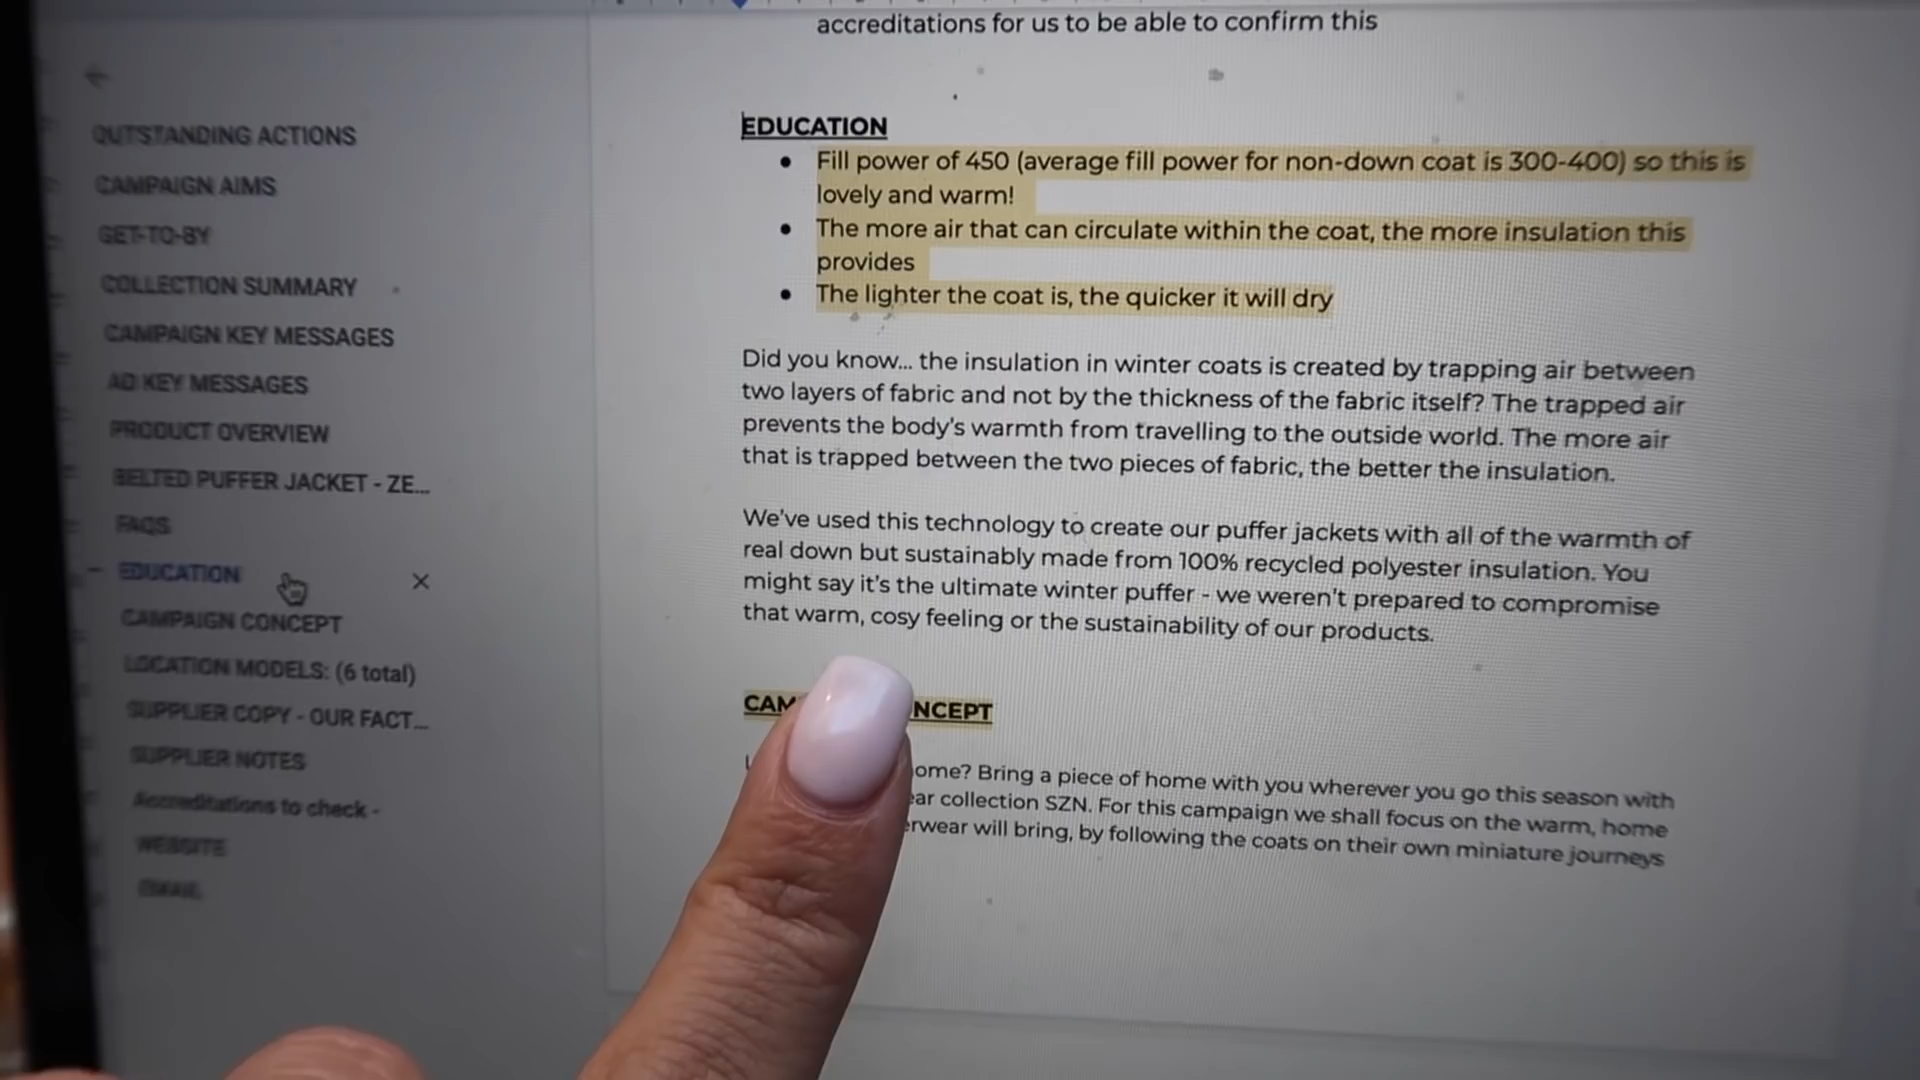 OUTSTANDING ACTIONS
CAMPAIGN AIMS
GET-TO-BY
COLLECTION SUMMARY
CAMPAIGN KEY MESSAGES
AD KEY MESSAGES
PRODUCT OVERVIEW
BELTED PUFFER JACKET - ZE...
FAQS
EDUCATION
CAMPAIGN CONCEPT
LOCATION MODELS: (6 total)
SUPPLIER COPY - OUR FACT...
SUPPLIER NOTES
Accreditations to check -
WEBSITE
EMAIL
accreditations for us to be able to confirm this
EDUCATION
● Fill power of 450 (average fill power for non-down coat is 300-400) so this is
lovely and warm!
● The more air that can circulate within the coat, the more insulation this
provides
● The lighter the coat is, the quicker it will dry
Did you know... the insulation in winter coats is created by trapping air between
two layers of fabric and not by the thickness of the fabric itself? The trapped air
prevents the body's warmth from travelling to the outside world. The more air
that is trapped between the two pieces of fabric, the better the insulation.
We've used this technology to create our puffer jackets with all of the warmth of
real down but sustainably made from 100% recycled polyester insulation. You
might say it's the ultimate winter puffer - we weren't prepared to compromise
that warm, cosy feeling or the sustainability of our products.
CAM NCEPT
ome? Bring a piece of home with you wherever you go this season with
ear collection SZN. For this campaign we shall focus on the warm, home
erwear will bring, by following the coats on their own miniature journeys